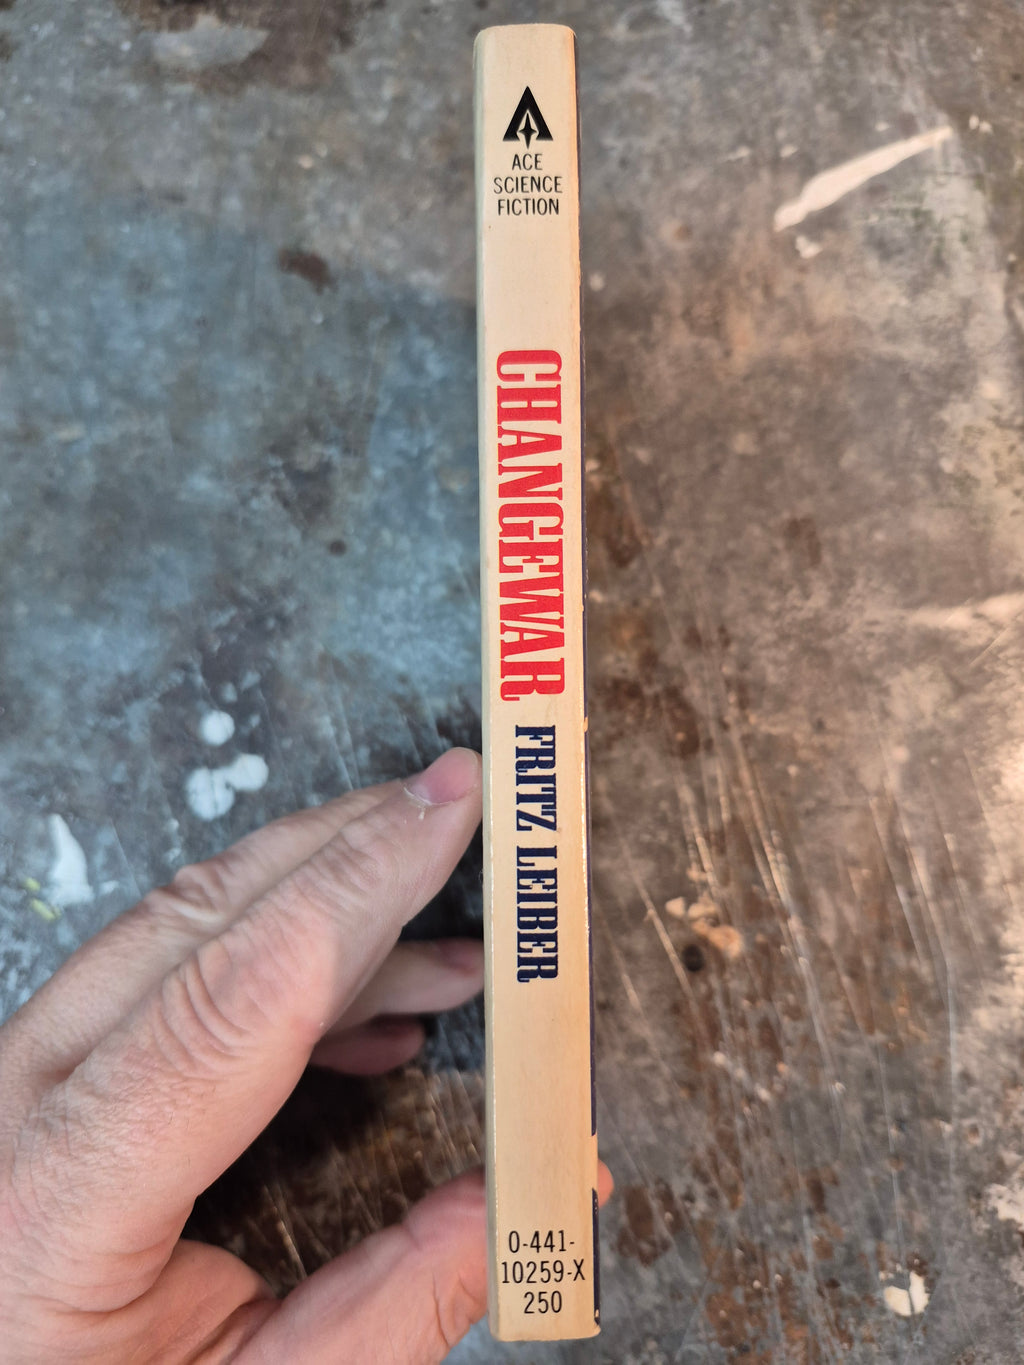 ACE
SCIENCE
FICTION
CHANGEWAR
FRITZ LEIBER
0-441-
10259-X
250